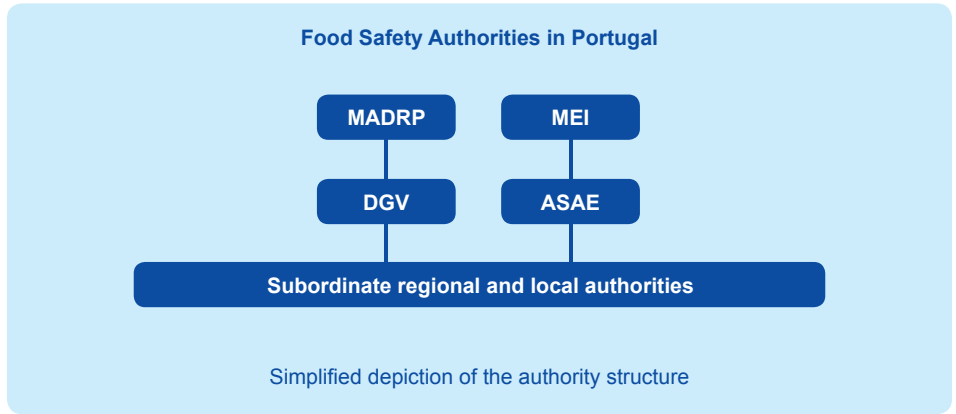 Food Safety Authorities in Portugal
MADRP
MEI
DGV
ASAE
Subordinate regional and local authorities
Simplified depiction of the authority structure